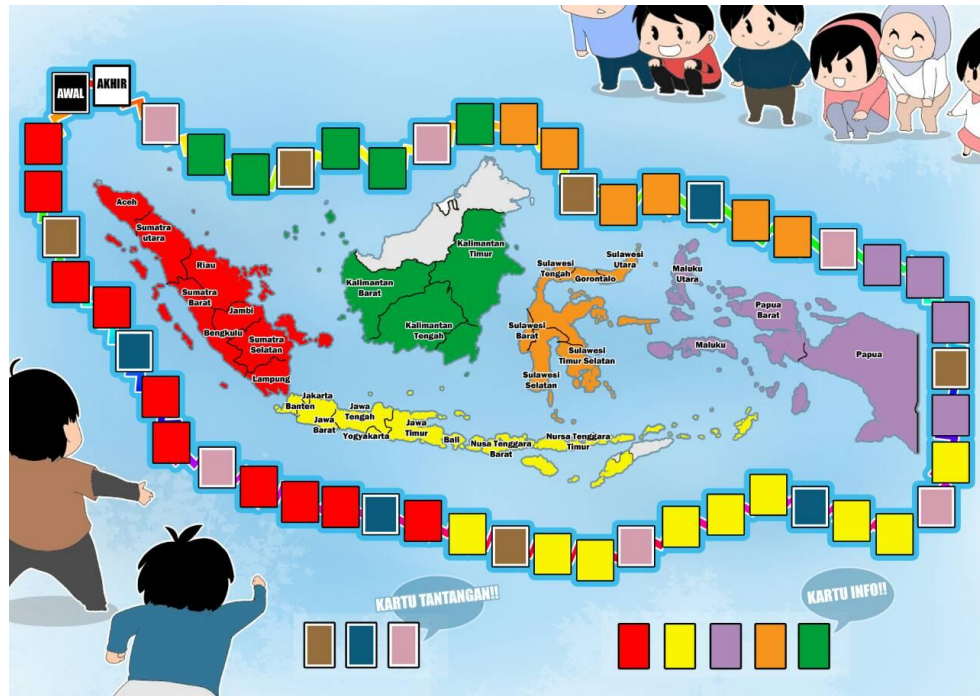 AWAL
AKHIR
Aceh
Sumatra
utara
Riau
Sumatra
Barat
Jambi
Bengkulu
Sumatra
Selatan
Lampung
Kalimantan
Timur
Kalimantan
Barat
Kalimantan
Tengah
Sulawesi
Utara
Sulawesi
Tengah
Gorontalo
Sulawesi
Barat
Sulawesi
Timur Selatan
Sulawesi
Selatan
Maluku
Utara
Maluku
Papua
Barat
Papua
Jakarta
Banten
Jawa
Barat
Jawa
Tengah
Yogyakarta
Jawa
Timur
Bali
Nusa Tenggara
Barat
Nursa Tenggara
Timur
KARTU TANTANGAN!!
KARTU INFO!!